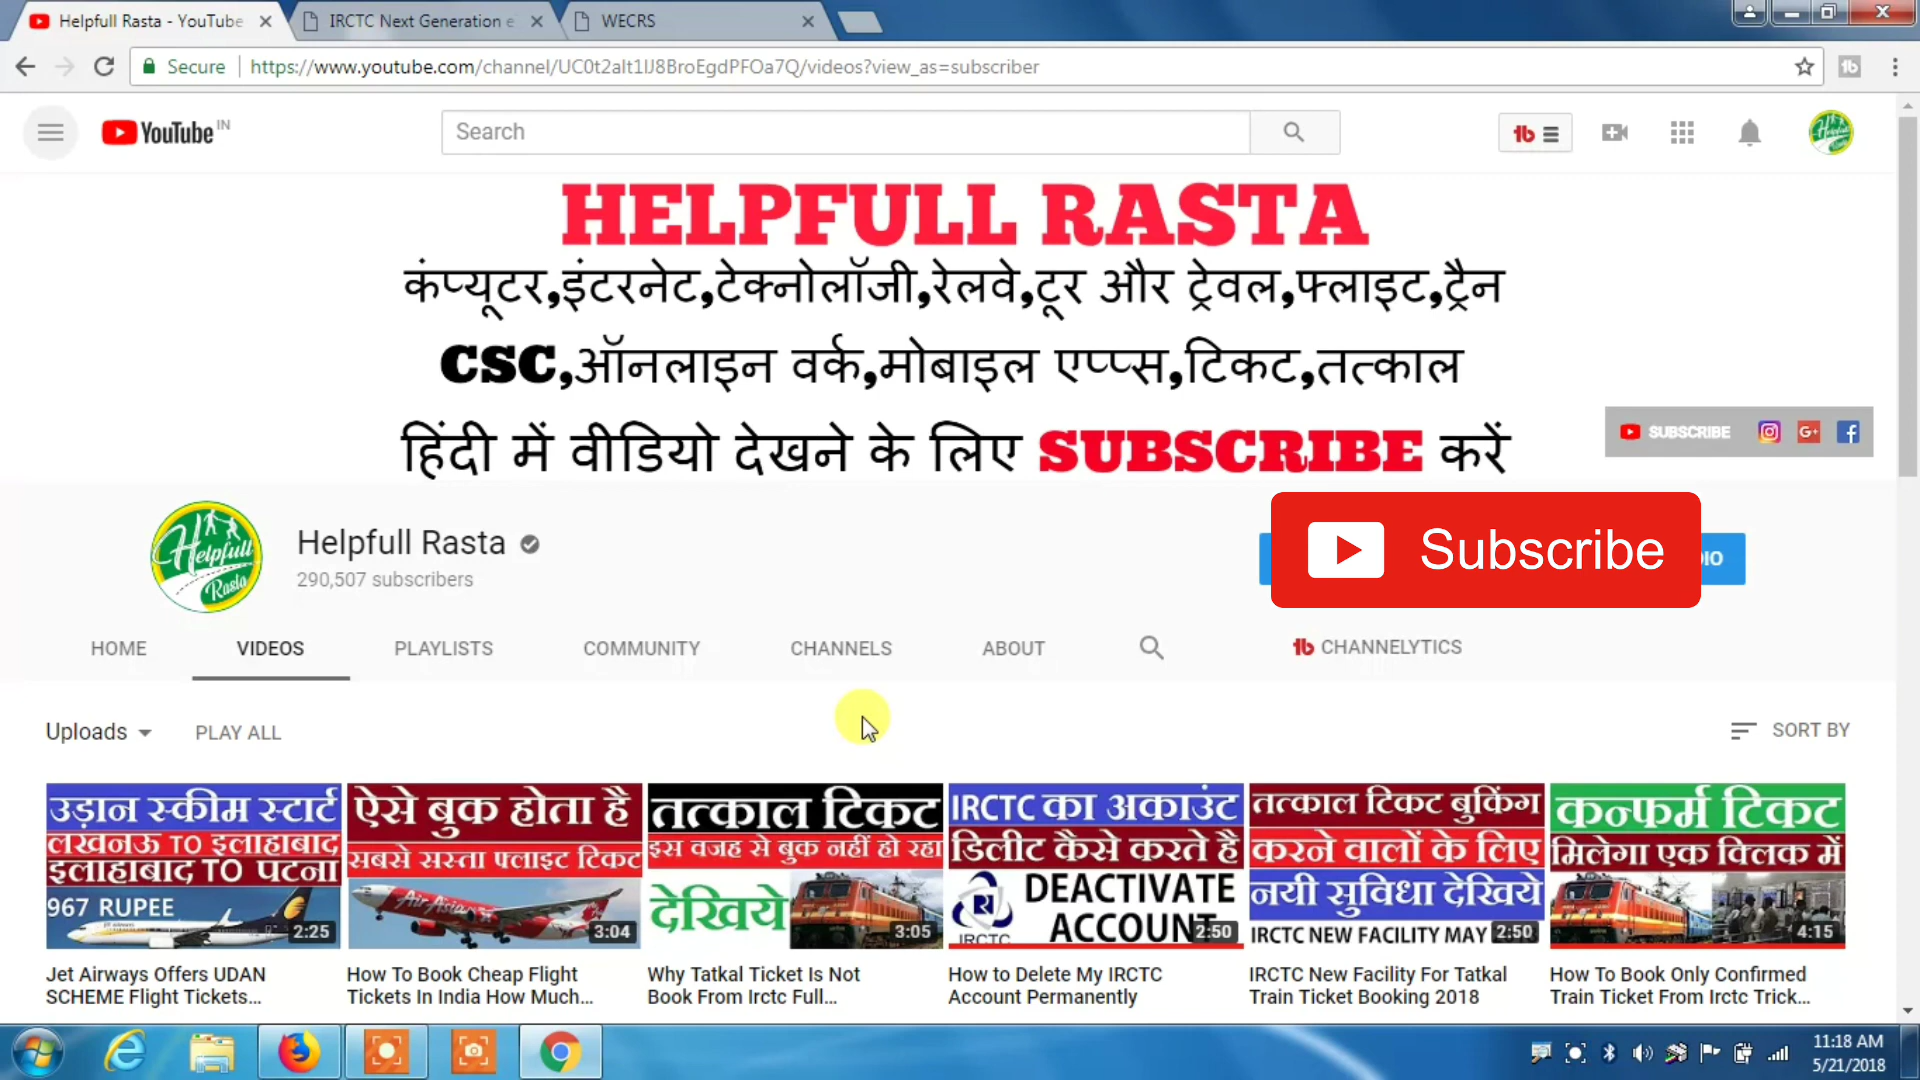 Helpfull Rasta - YouTube
IRCTC Next Generation e
WECRS
Secure
https://www.youtube.com/channel/UC0t2alt1IJ8BroEgdPFOa7Q/videos?view_as=subscriber
YouTube IN
Search
HELPFULL RASTA
कंप्यूटर,इंटरनेट,टेक्नोलॉजी,रेलवे,टूर और ट्रेवल,फ्लाइट,ट्रैन
CSC,ऑनलाइन वर्क,मोबाइल एप्प्स,टिकट,तत्काल
हिंदी में वीडियो देखने के लिए SUBSCRIBE करें
SUBSCRIBE
Helpfull Rasta
290,507 subscribers
Subscribe
IO
HOME VIDEOS PLAYLISTS COMMUNITY CHANNELS ABOUT CHANNELYTICS
Uploads PLAY ALL SORT BY
उड़ान स्कीम स्टार्ट
लखनऊ TO इलाहाबाद
इलाहाबाद TO पटना
967 RUPEE
2:25
ऐसे बुक होता है
सबसे सस्ता फ्लाइट टिकट
AirAsia
3:04
तत्काल टिकट
इस वजह से बुक नहीं हो रहा
देखिये
3:05
IRCTC का अकाउंट
डिलीट कैसे करते है
DEACTIVATE
ACCOUNT
IRCTC
2:50
तत्काल टिकट बुकिंग
करने वालों के लिए
नयी सुविधा देखिये
IRCTC NEW FACILITY MAY
2:50
कन्फर्म टिकट
मिलेगा एक क्लिक में
4:15
Jet Airways Offers UDAN
SCHEME Flight Tickets...
How To Book Cheap Flight
Tickets In India How Much...
Why Tatkal Ticket Is Not
Book From Irctc Full...
How to Delete My IRCTC
Account Permanently
IRCTC New Facility For Tatkal
Train Ticket Booking 2018
How To Book Only Confirmed
Train Ticket From Irctc Trick...
11:18 AM
5/21/2018